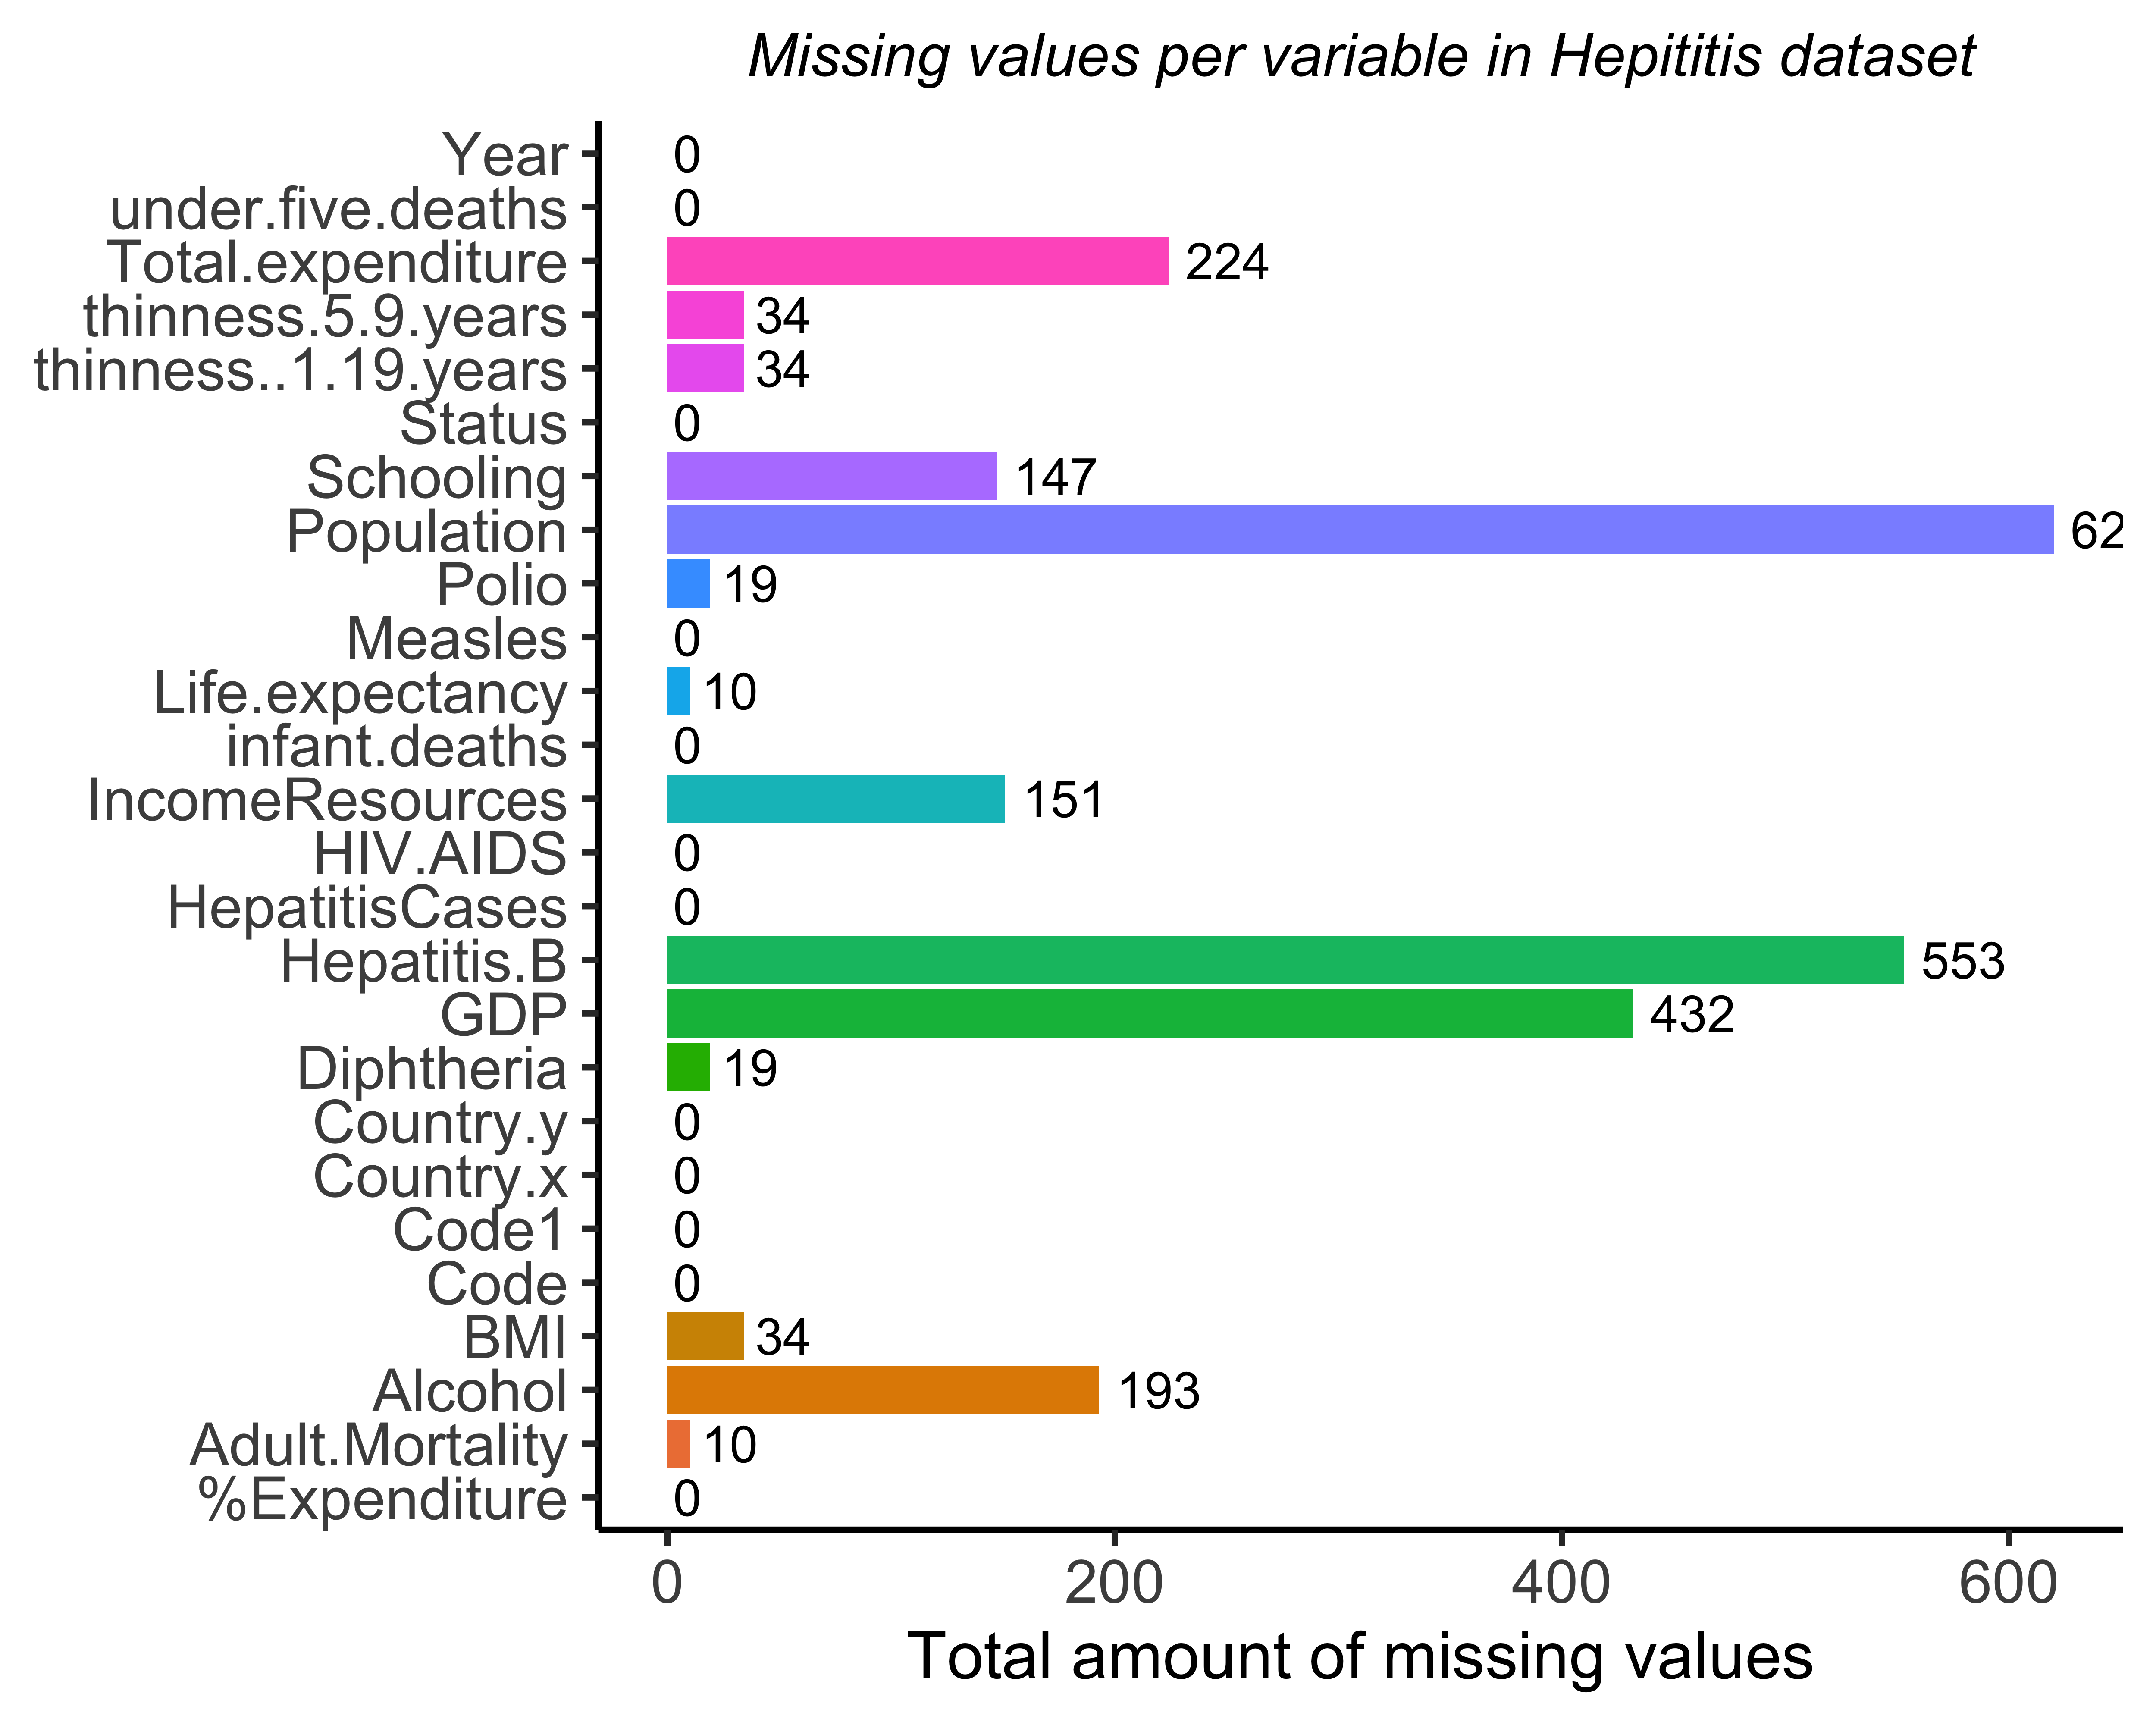 Missing values per variable in Hepititis dataset
Year 0
under.five.deaths 0
Total.expenditure 224
thinness.5.9.years 34
thinness..1.19.years 34
Status 0
Schooling 147
Population 62
Polio 19
Measles 0
Life.expectancy 10
infant.deaths 0
IncomeResources 151
HIV.AIDS 0
HepatitisCases 0
Hepatitis.B 553
GDP 432
Diphtheria 19
Country.y 0
Country.x 0
Code1 0
Code 0
BMI 34
Alcohol 193
Adult.Mortality 10
%Expenditure 0
0 200 400 600
Total amount of missing values